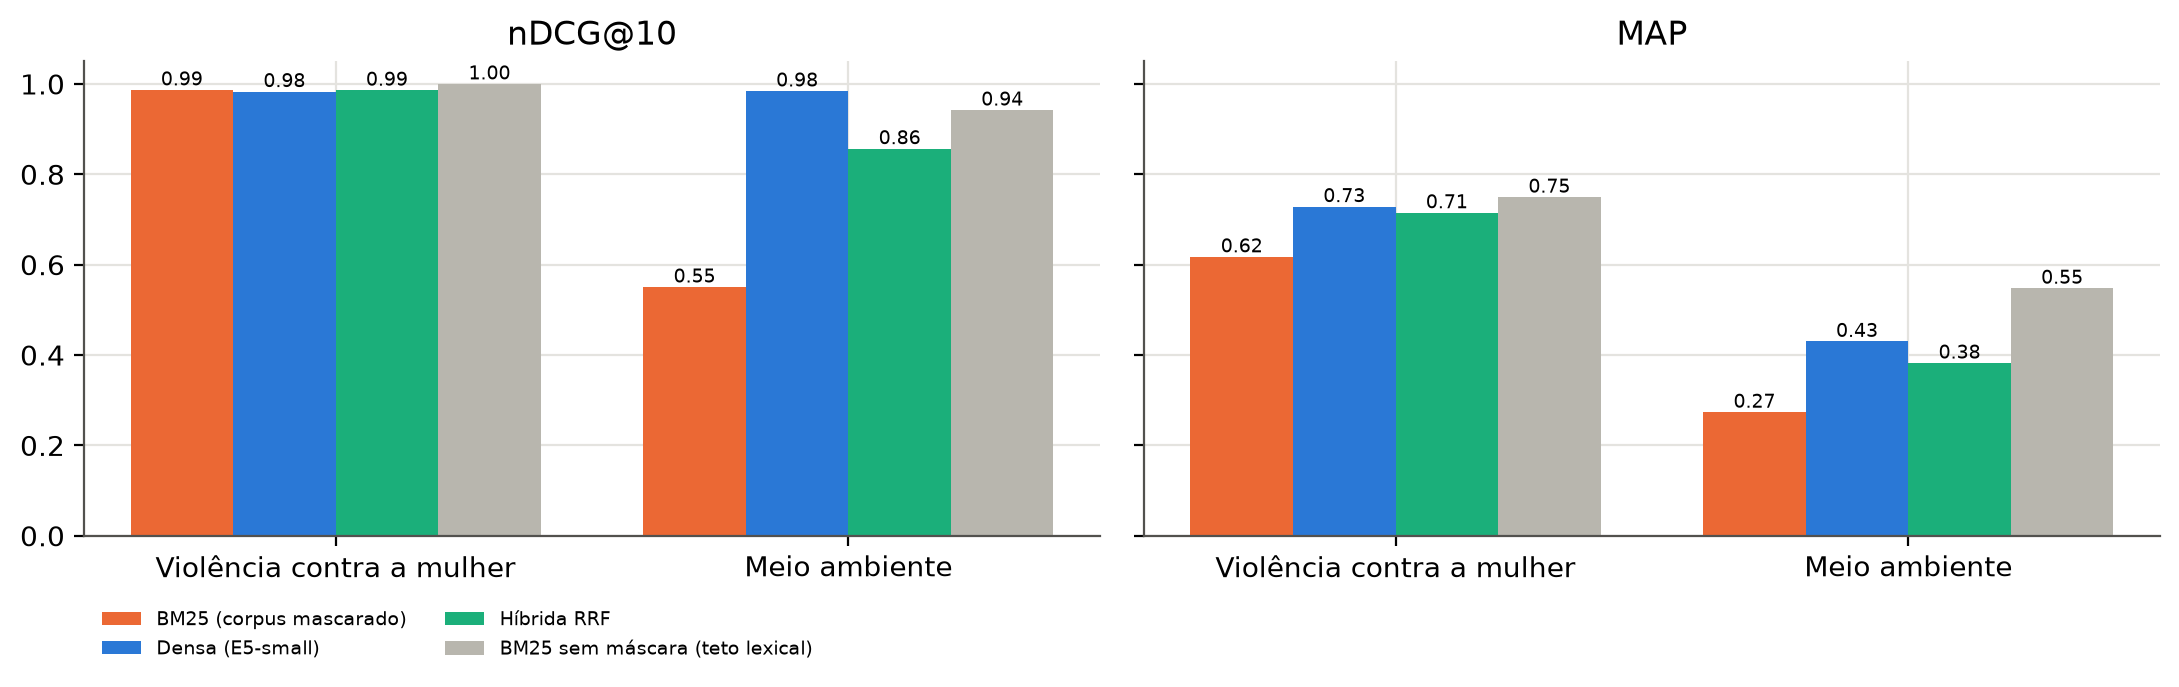 nDCG@10
MAP
1.0
0.8
0.6
0.4
0.2
0.0
0.99
0.98
0.99
1.00
0.55
0.98
0.86
0.94
0.62
0.73
0.71
0.75
0.27
0.43
0.38
0.55
Violência contra a mulher
Meio ambiente
Violência contra a mulher
Meio ambiente
BM25 (corpus mascarado)
Densa (E5-small)
Híbrida RRF
BM25 sem máscara (teto lexical)